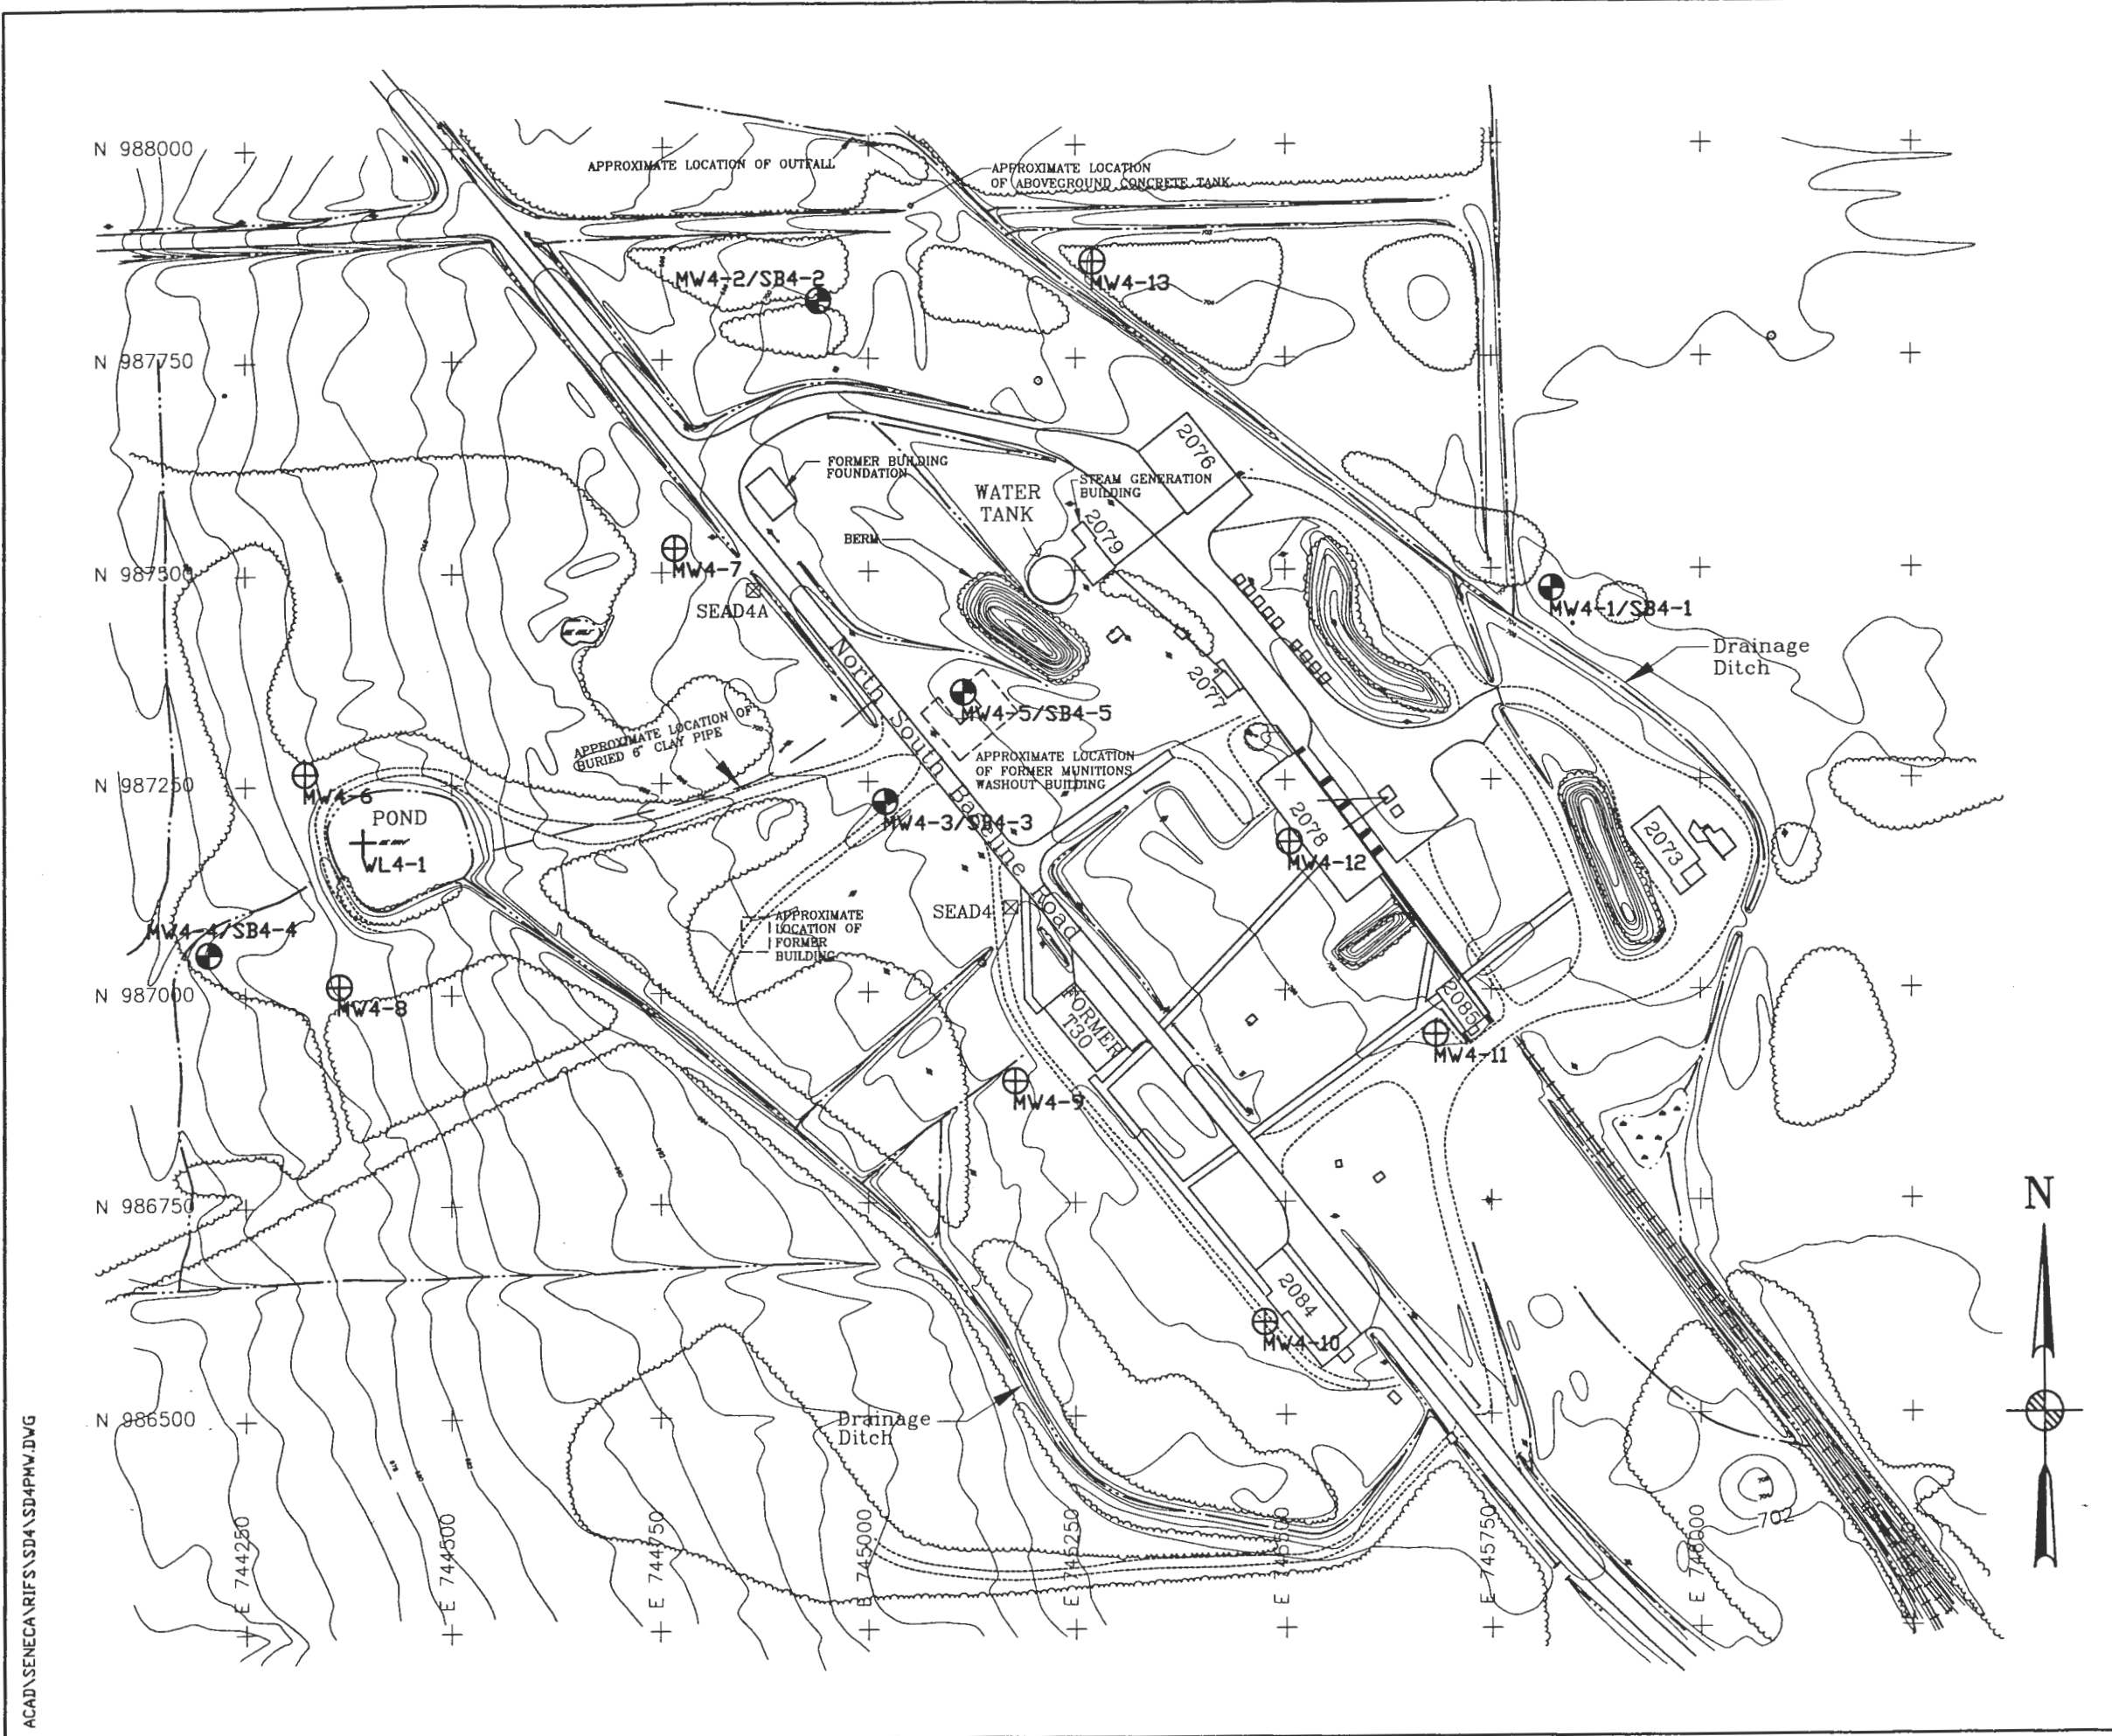 N 988000
APPROXIMATE LOCATION OF OUTFALL
APPROXIMATE LOCATION
OF ABOVEGROUND CONCRETE TANK
MW4-2/SB4-2
MW4-13
704
N 987750
2076
FORMER BUILDING
FOUNDATION
STEAM GENERATION
BUILDING
WATER
TANK
2079
BERM
MW4-7
N 987500
SEAD4A
MW4-1/SB4-1
Drainage
Ditch
2077
MW4-5/SB4-5
North South Baseline Road
APPROXIMATE LOCATION OF
BURIED 6" CLAY PIPE
APPROXIMATE LOCATION
OF FORMER MUNITIONS
WASHOUT BUILDING
N 987250
MW4-6
POND
WL4-1
MW4-3/SB4-3
2078
MW4-12
2073
SEAD4
APPROXIMATE
LOCATION OF
FORMER
BUILDING
MW4-4/SB4-4
N 987000
MW4-8
FORMER
T30
2085
MW4-11
MW4-9
N 986750
N
2084
MW4-10
N 986500
Drainage
Ditch
702
E 744250
E 744500
E 744750
E 745000
E 745250
E 745500
E 745750
E 746000
ACAD\SENECA\RIFS\SD4\SD4PMW.DWG